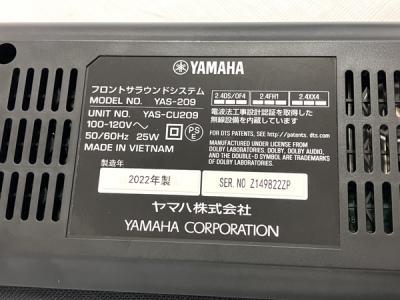 YAMAHA
フロントサラウンドシステム
MODEL NO. YAS-209
UNIT NO. YAS-CU209
100-120V～
50/60Hz 25W
PS
E
MADE IN VIETNAM
2.4DS/OF4 2.4FH1 2.4XX4
電波法工事設計認証を取得した
無線設備を内蔵しています。
FOR DTS PATENTS, SEE http://patents.dts.com
MANUFACTURED UNDER LICENSE FROM
DOLBY LABORATORIES. DOLBY, DOLBY AUDIO,
AND THE DOUBLE-D SYMBOL ARE TRADEMARKS
OF DOLBY LABORATORIES.
製造年
2022年製
SER. NO Z149822ZP
ヤマハ株式会社
YAMAHA CORPORATION